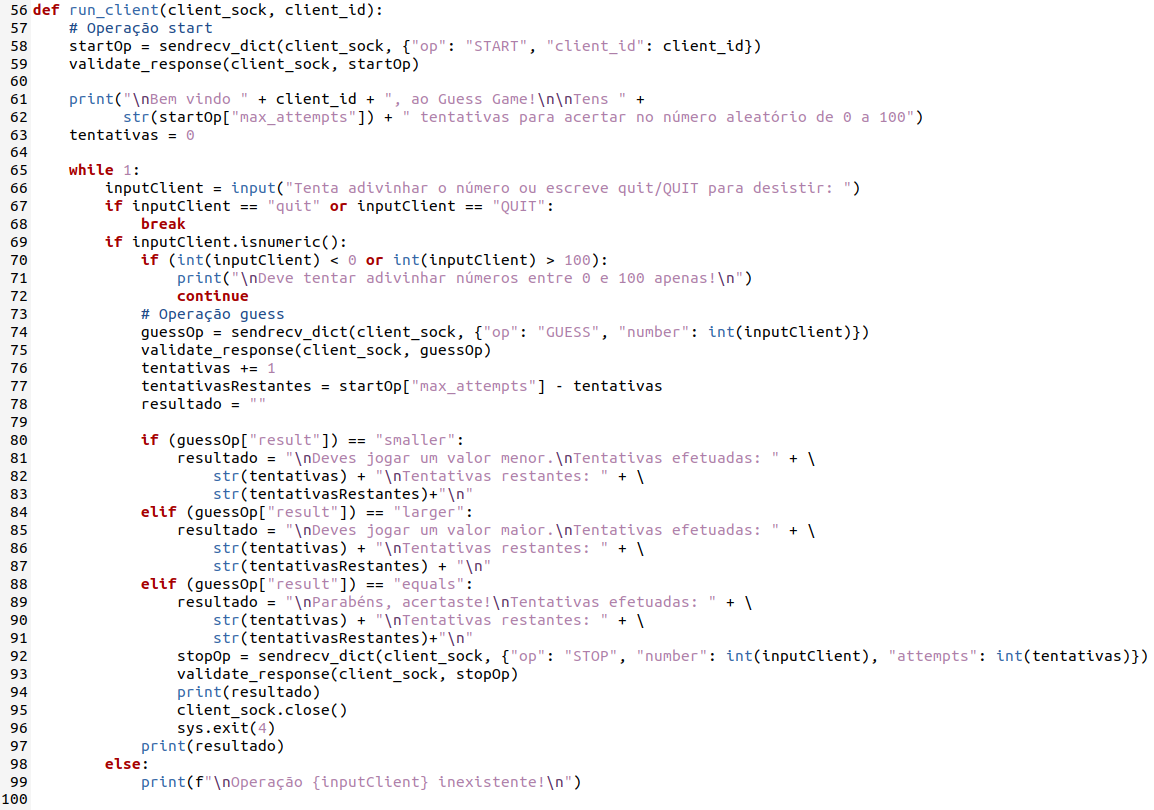 56 def run_client(client_sock, client_id):
57     # Operação start
58     startOp = sendrecv_dict(client_sock, {"op": "START", "client_id": client_id})
59     validate_response(client_sock, startOp)
60
61     print("\nBem vindo " + client_id + ", ao Guess Game!\n\nTens " +
62           str(startOp["max_attempts"]) + " tentativas para acertar no número aleatório de 0 a 100")
63     tentativas = 0
64
65     while 1:
66         inputClient = input("Tenta adivinhar o número ou escreve quit/QUIT para desistir: ")
67         if inputClient == "quit" or inputClient == "QUIT":
68             break
69         if inputClient.isnumeric():
70             if (int(inputClient) < 0 or int(inputClient) > 100):
71                 print("\nDeve tentar adivinhar números entre 0 e 100 apenas!\n")
72                 continue
73             # Operação guess
74             guessOp = sendrecv_dict(client_sock, {"op": "GUESS", "number": int(inputClient)})
75             validate_response(client_sock, guessOp)
76             tentativas += 1
77             tentativasRestantes = startOp["max_attempts"] - tentativas
78             resultado = ""
79
80             if (guessOp["result"]) == "smaller":
81                 resultado = "\nDeves jogar um valor menor.\nTentativas efetuadas: " + \
82                     str(tentativas) + "\nTentativas restantes: " + \
83                     str(tentativasRestantes)+"\n"
84             elif (guessOp["result"]) == "larger":
85                 resultado = "\nDeves jogar um valor maior.\nTentativas efetuadas: " + \
86                     str(tentativas) + "\nTentativas restantes: " + \
87                     str(tentativasRestantes) + "\n"
88             elif (guessOp["result"]) == "equals":
89                 resultado = "\nParabéns, acertaste!\nTentativas efetuadas: " + \
90                     str(tentativas) + "\nTentativas restantes: " + \
91                     str(tentativasRestantes)+"\n"
92                 stopOp = sendrecv_dict(client_sock, {"op": "STOP", "number": int(inputClient), "attempts": int(tentativas)})
93                 validate_response(client_sock, stopOp)
94                 print(resultado)
95                 client_sock.close()
96                 sys.exit(4)
97             print(resultado)
98         else:
99             print(f"\nOperação {inputClient} inexistente!\n")
100